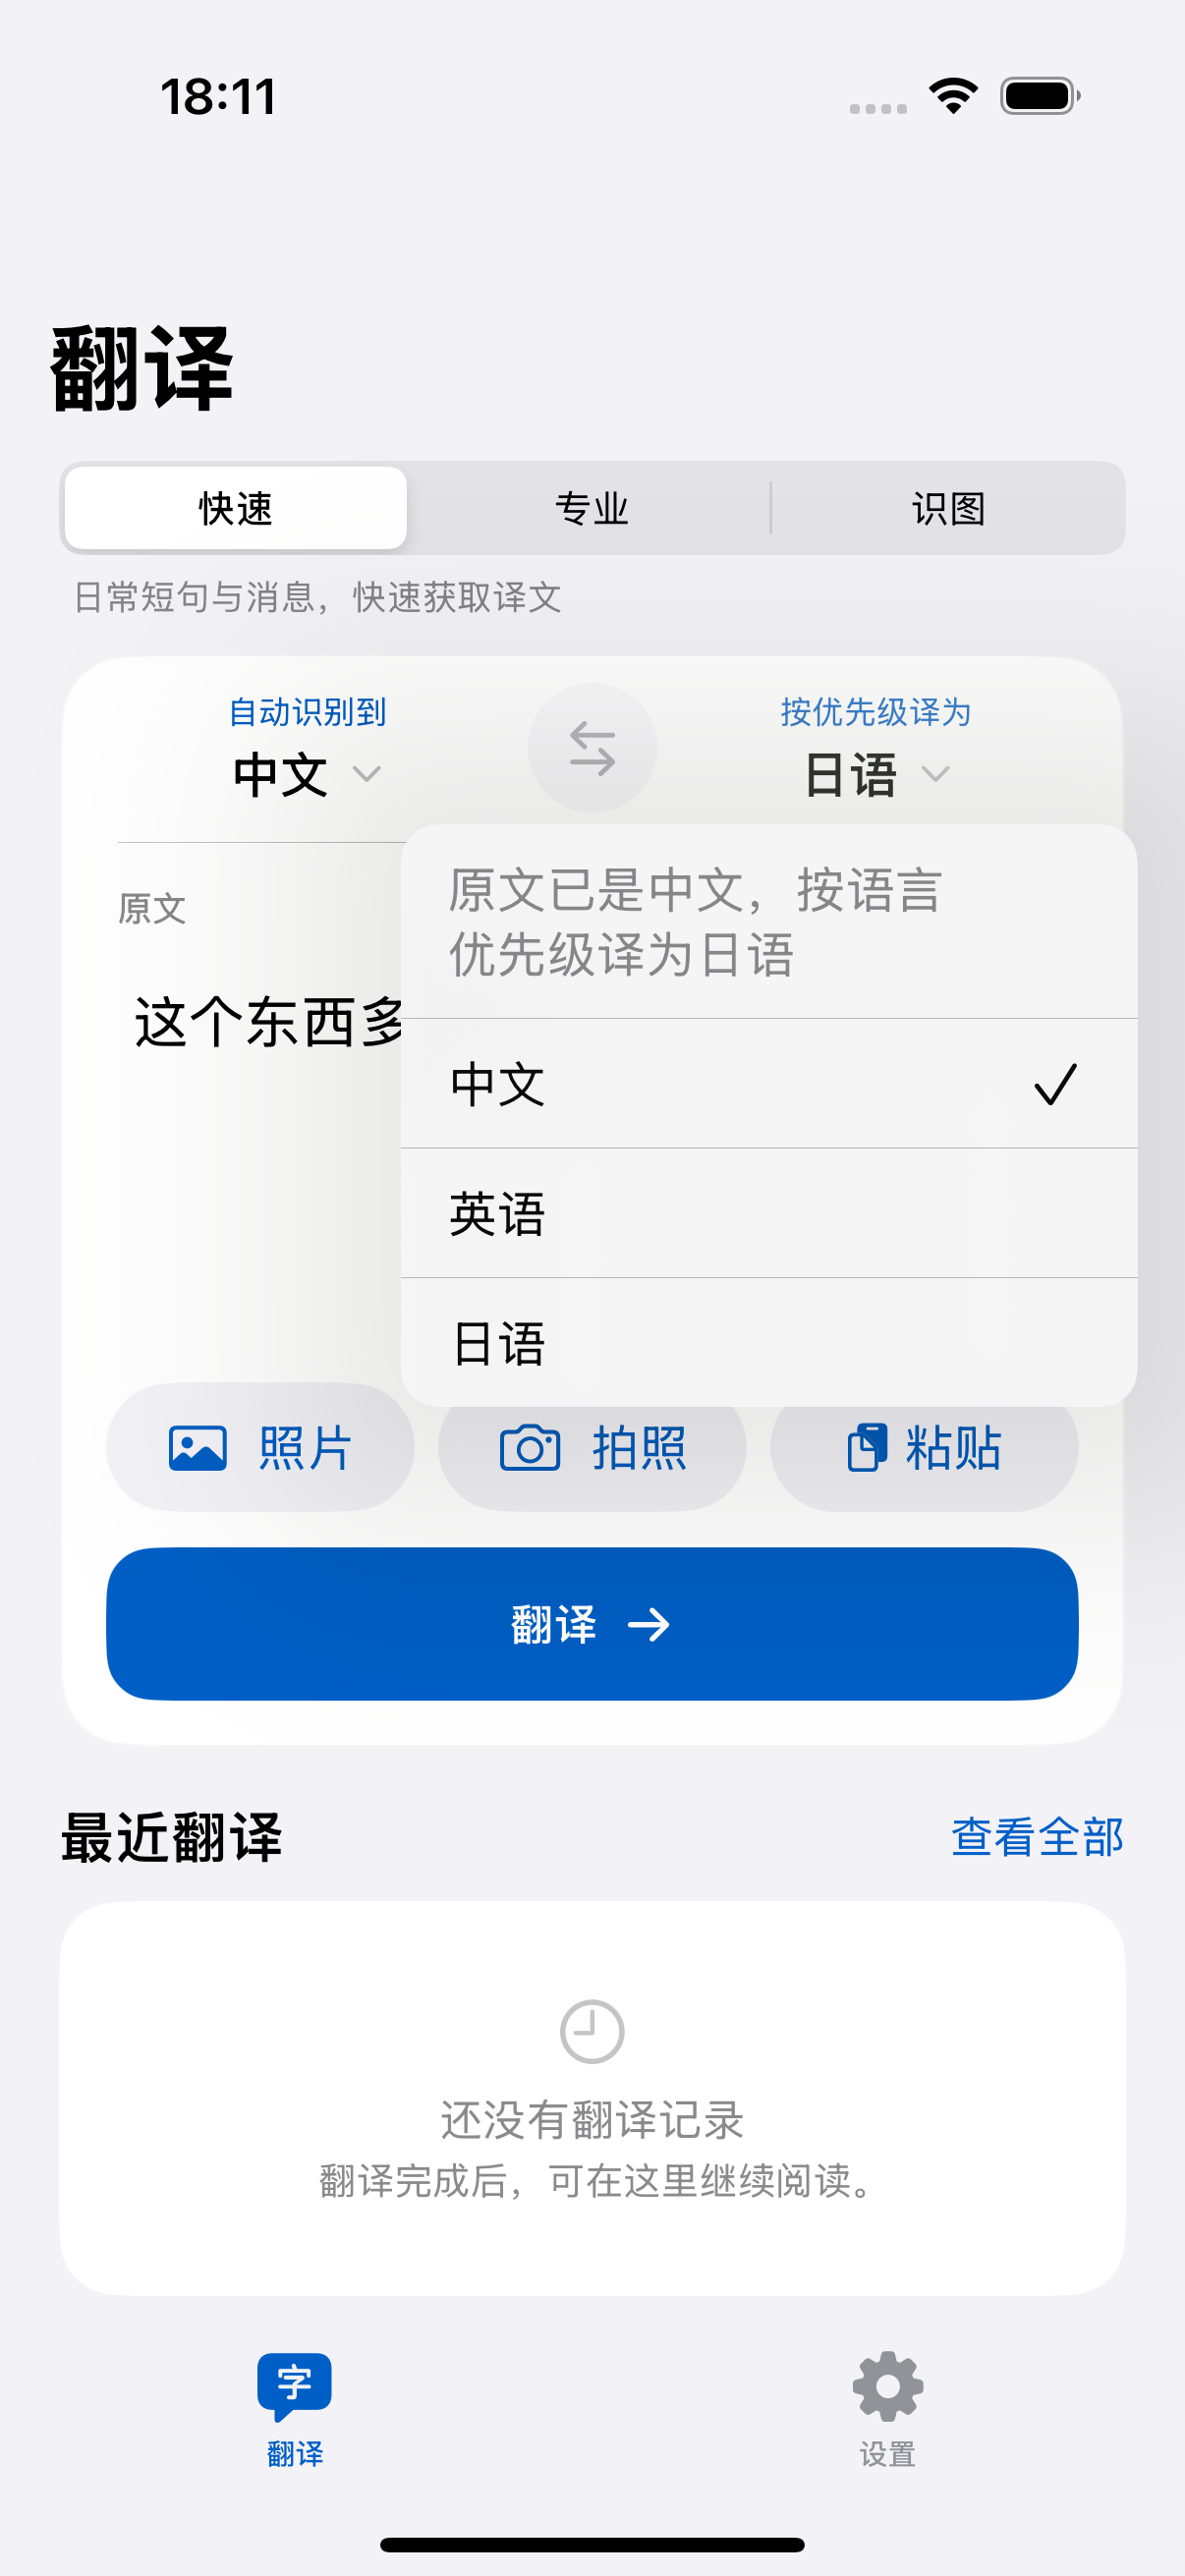 18:11
翻译
快速 专业 识图
日常短句与消息，快速获取译文
自动识别到 按优先级译为
中文 日语
原文已是中文，按语言
优先级译为日语
原文
这个东西多
中文
英语
日语
照片 拍照 粘贴
翻译
最近翻译 查看全部
还没有翻译记录
翻译完成后，可在这里继续阅读。
字
翻译 设置